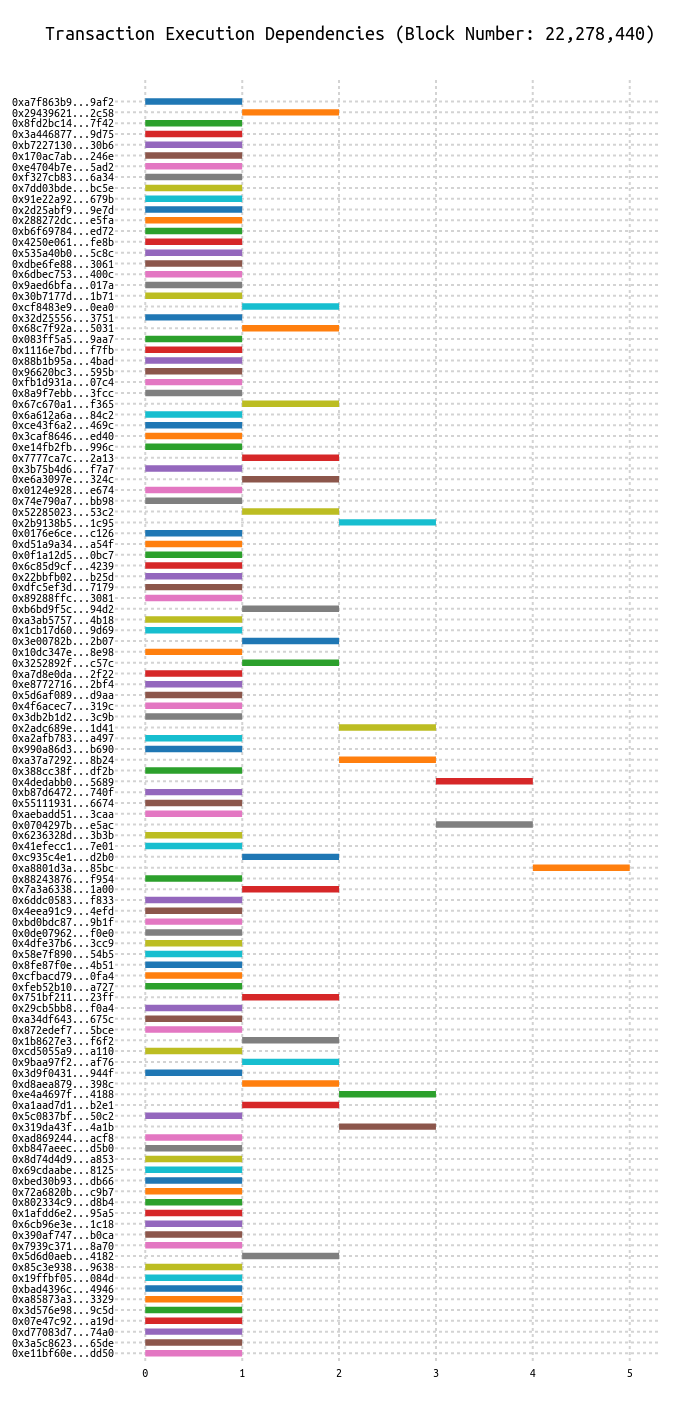 Transaction Execution Dependencies (Block Number: 22,278,440)
0xa7f863b9...9af2
0x29439621...2c58
0x8fd2bc14...7f42
0x3a446877...9d75
0xb7227130...30b6
0x170ac7ab...246e
0xe4704b7e...5ad2
0xf327cb83...6a34
0x7dd03bde...bc5e
0x91e22a92...679b
0x2d25abf9...9e7d
0x288272dc...e5fa
0xb6f69784...ed72
0x4250e061...fe8b
0x535a40b0...5c8c
0xdbe6fe88...3061
0x6dbec753...400c
0x9aed6bfa...017a
0x30b7177d...1b71
0xcf8483e9...0ea0
0x32d25556...3751
0x68c7f92a...5031
0x083ff5a5...9aa7
0x1116e7bd...f7fb
0x88b1b95a...4bad
0x96620bc3...595b
0xfb1d931a...07c4
0x8a9f7ebb...3fcc
0x67c670a1...f365
0x6a612a6a...84c2
0xce43f6a2...469c
0x3caf8646...ed40
0xe14fb2fb...996c
0x7777ca7c...2a13
0x3b75b4d6...f7a7
0xe6a3097e...324c
0x0124e928...e674
0x74e790a7...bb98
0x52285023...53c2
0x2b9138b5...1c95
0x0176e6ce...c126
0xd51a9a34...a54f
0x0f1a12d5...0bc7
0x6c85d9cf...4239
0x22bbfb02...b25d
0xdfc5ef3d...7179
0x89288ffc...3081
0xb6bd9f5c...94d2
0xa3ab5757...4b18
0x1cb17d60...9d69
0x3e00782b...2b07
0x10dc347e...8e98
0x3252892f...c57c
0xa7d8e0da...2f22
0xe8772716...2bf4
0x5d6af089...d9aa
0x4f6acec7...319c
0x3db2b1d2...3c9b
0x2adc689e...1d41
0xa2afb783...a497
0x990a86d3...b690
0xa37a7292...8b24
0x388cc38f...df2b
0x4dedabb0...5689
0xb87d6472...740f
0x55111931...6674
0xaebadd51...3caa
0x0704297b...e5ac
0x6236328d...3b3b
0x41efecc1...7e01
0xc935c4e1...d2b0
0xa8801d3a...85bc
0x88243876...f954
0x7a3a6338...1a00
0x6ddc0583...f833
0x4eea91c9...4efd
0xbd0bdc87...9b1f
0x0de07962...f0e0
0x4dfe37b6...3cc9
0x58e7f890...54b5
0x8fe87f0e...4b51
0xcfbacd79...0fa4
0xfeb52b10...a727
0x751bf211...23ff
0x29cb5bb8...f0a4
0xa34df643...675c
0x872edef7...5bce
0x1b8627e3...f6f2
0xcd5055a9...a110
0x9baa97f2...af76
0x3d9f0431...944f
0xd8aea879...398c
0xe4a4697f...4188
0xa1aad7d1...b2e1
0x5c0837bf...50c2
0x319da43f...4a1b
0xad869244...acf8
0xb847aeec...d5b0
0x8d74d4d9...a853
0x69cdaabe...8125
0xbed30b93...db66
0x72a6820b...c9b7
0x802334c9...d8b4
0x1afdd6e2...95a5
0x6cb96e3e...1c18
0x390af747...b0ca
0x7939c371...8a70
0x5d6d0aeb...4182
0x85c3e938...9638
0x19ffbf05...084d
0xbad4396c...4946
0xa85873a3...3329
0x3d576e98...9c5d
0x07e47c92...a19d
0xd77083d7...74a0
0x3a5c8623...65de
0xe11bf60e...dd50
0 1 2 3 4 5